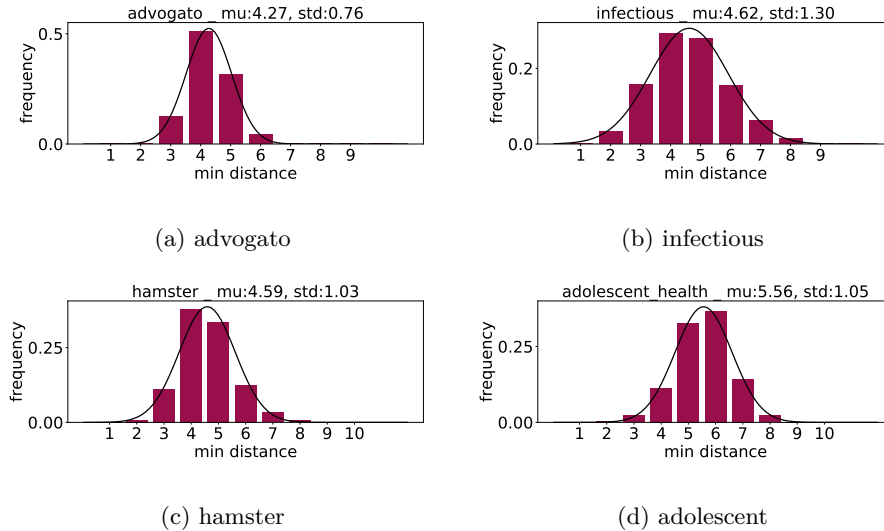 advogato _ mu:4.27, std:0.76
0.5
0.0
frequency
1 2 3 4 5 6 7 8 9
min distance
(a) advogato
infectious _ mu:4.62, std:1.30
0.2
0.0
frequency
1 2 3 4 5 6 7 8 9
min distance
(b) infectious
hamster _ mu:4.59, std:1.03
0.25
0.00
frequency
1 2 3 4 5 6 7 8 9 10
min distance
(c) hamster
adolescent_health _ mu:5.56, std:1.05
0.25
0.00
frequency
1 2 3 4 5 6 7 8 9 10
min distance
(d) adolescent